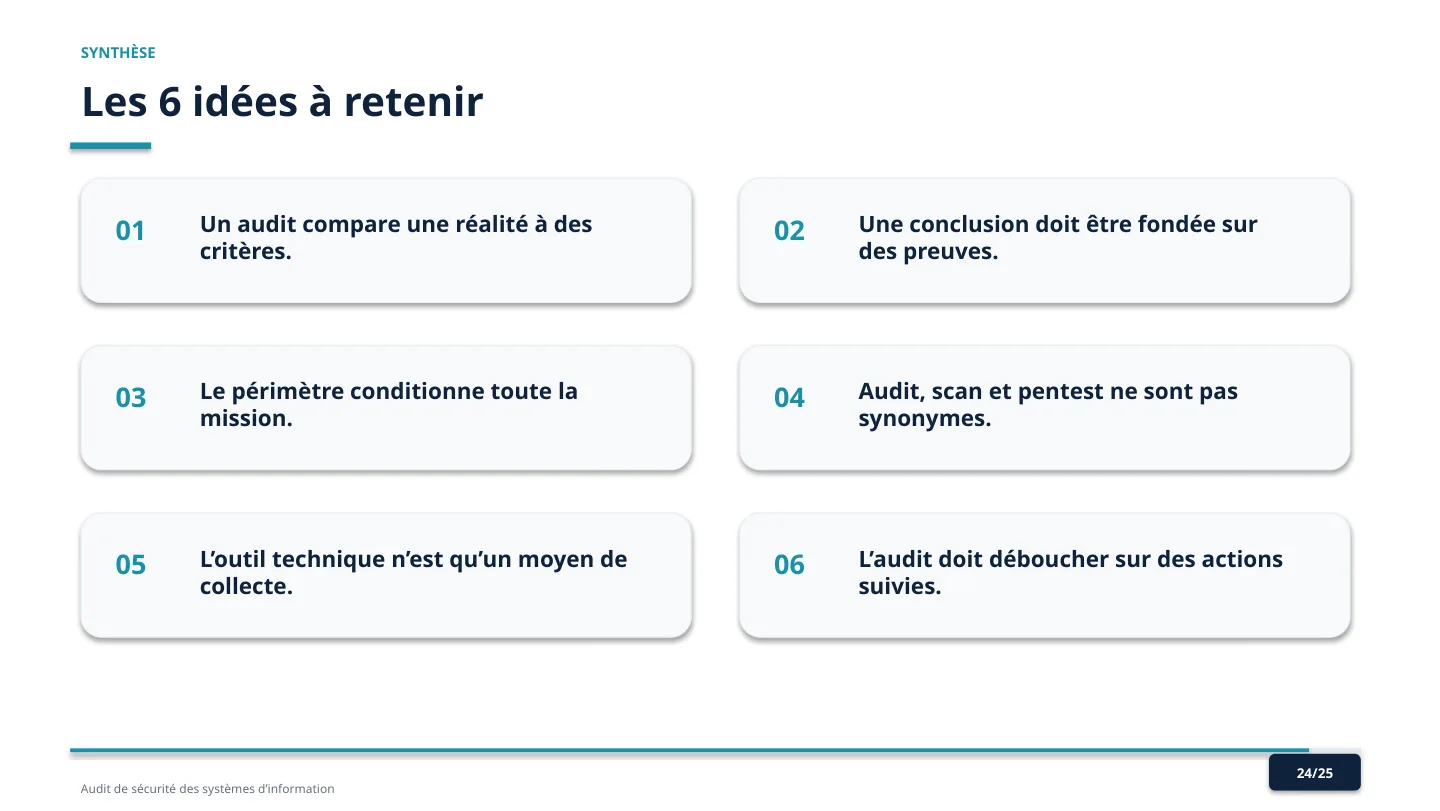 SYNTHÈSE
Les 6 idées à retenir
01
Un audit compare une réalité à des
critères.
02
Une conclusion doit être fondée sur
des preuves.
03
Le périmètre conditionne toute la
mission.
04
Audit, scan et pentest ne sont pas
synonymes.
05
L’outil technique n’est qu’un moyen de
collecte.
06
L’audit doit déboucher sur des actions
suivies.
Audit de sécurité des systèmes d’information
24/25